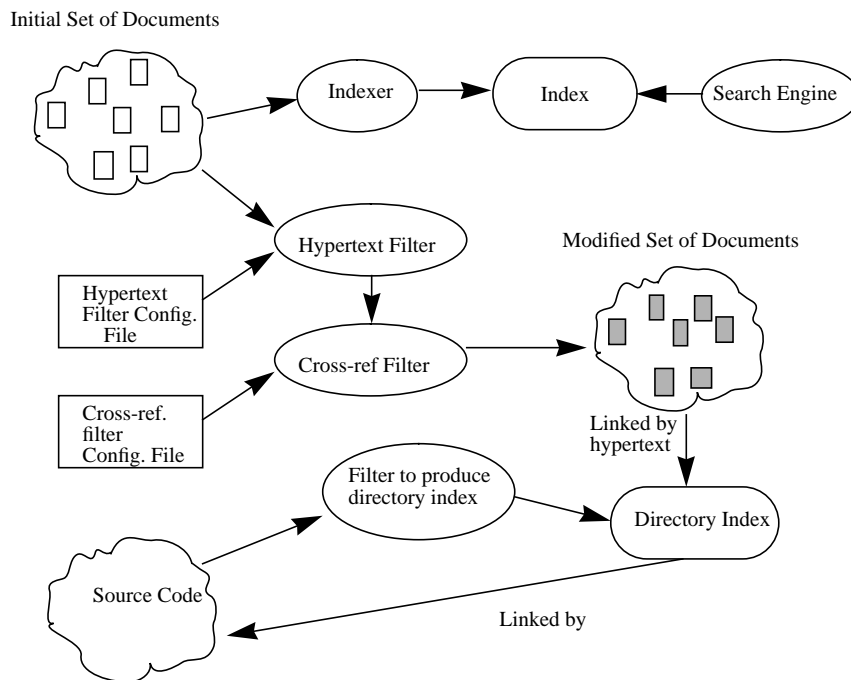 Initial Set of Documents
Indexer
Index
Search Engine
Hypertext Filter
Modified Set of Documents
Hypertext
Filter Config.
File
Cross-ref Filter
Cross-ref.
filter
Config. File
Linked by
hypertext
Filter to produce
directory index
Directory Index
Source Code
Linked by